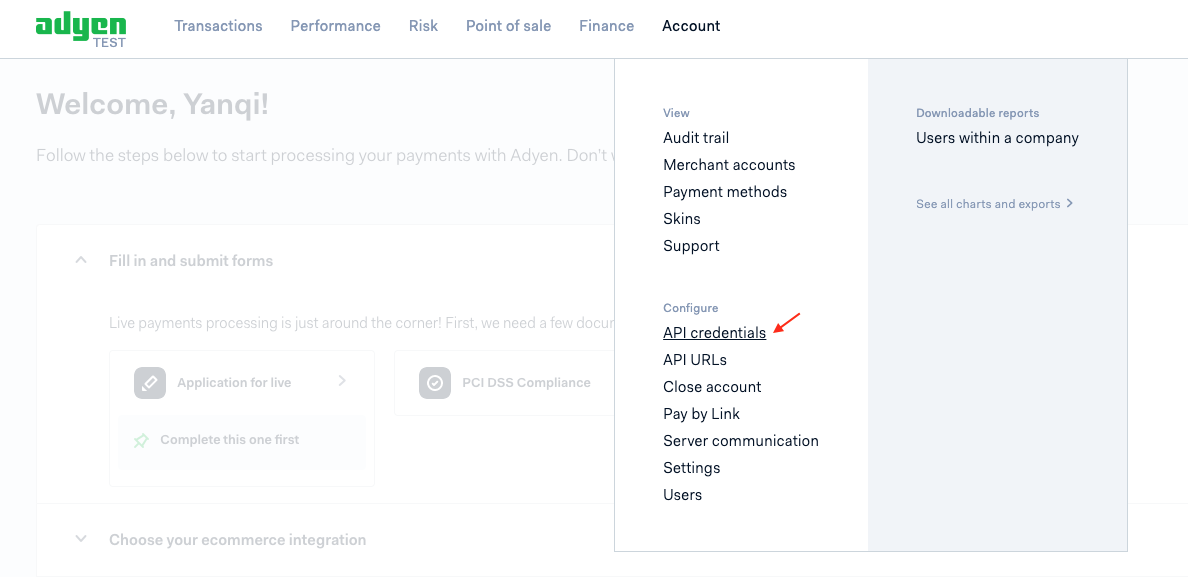 adyen
TEST
Transactions Performance Risk Point of sale Finance Account
Welcome, Yanqi!
Follow the steps below to start processing your payments with Adyen. Don't
Fill in and submit forms
Live payments processing is just around the corner! First, we need a few docu
Application for live
PCI DSS Compliance
Complete this one first
Choose your ecommerce integration
View
Audit trail
Merchant accounts
Payment methods
Skins
Support
Configure
API credentials
API URLs
Close account
Pay by Link
Server communication
Settings
Users
Downloadable reports
Users within a company
See all charts and exports